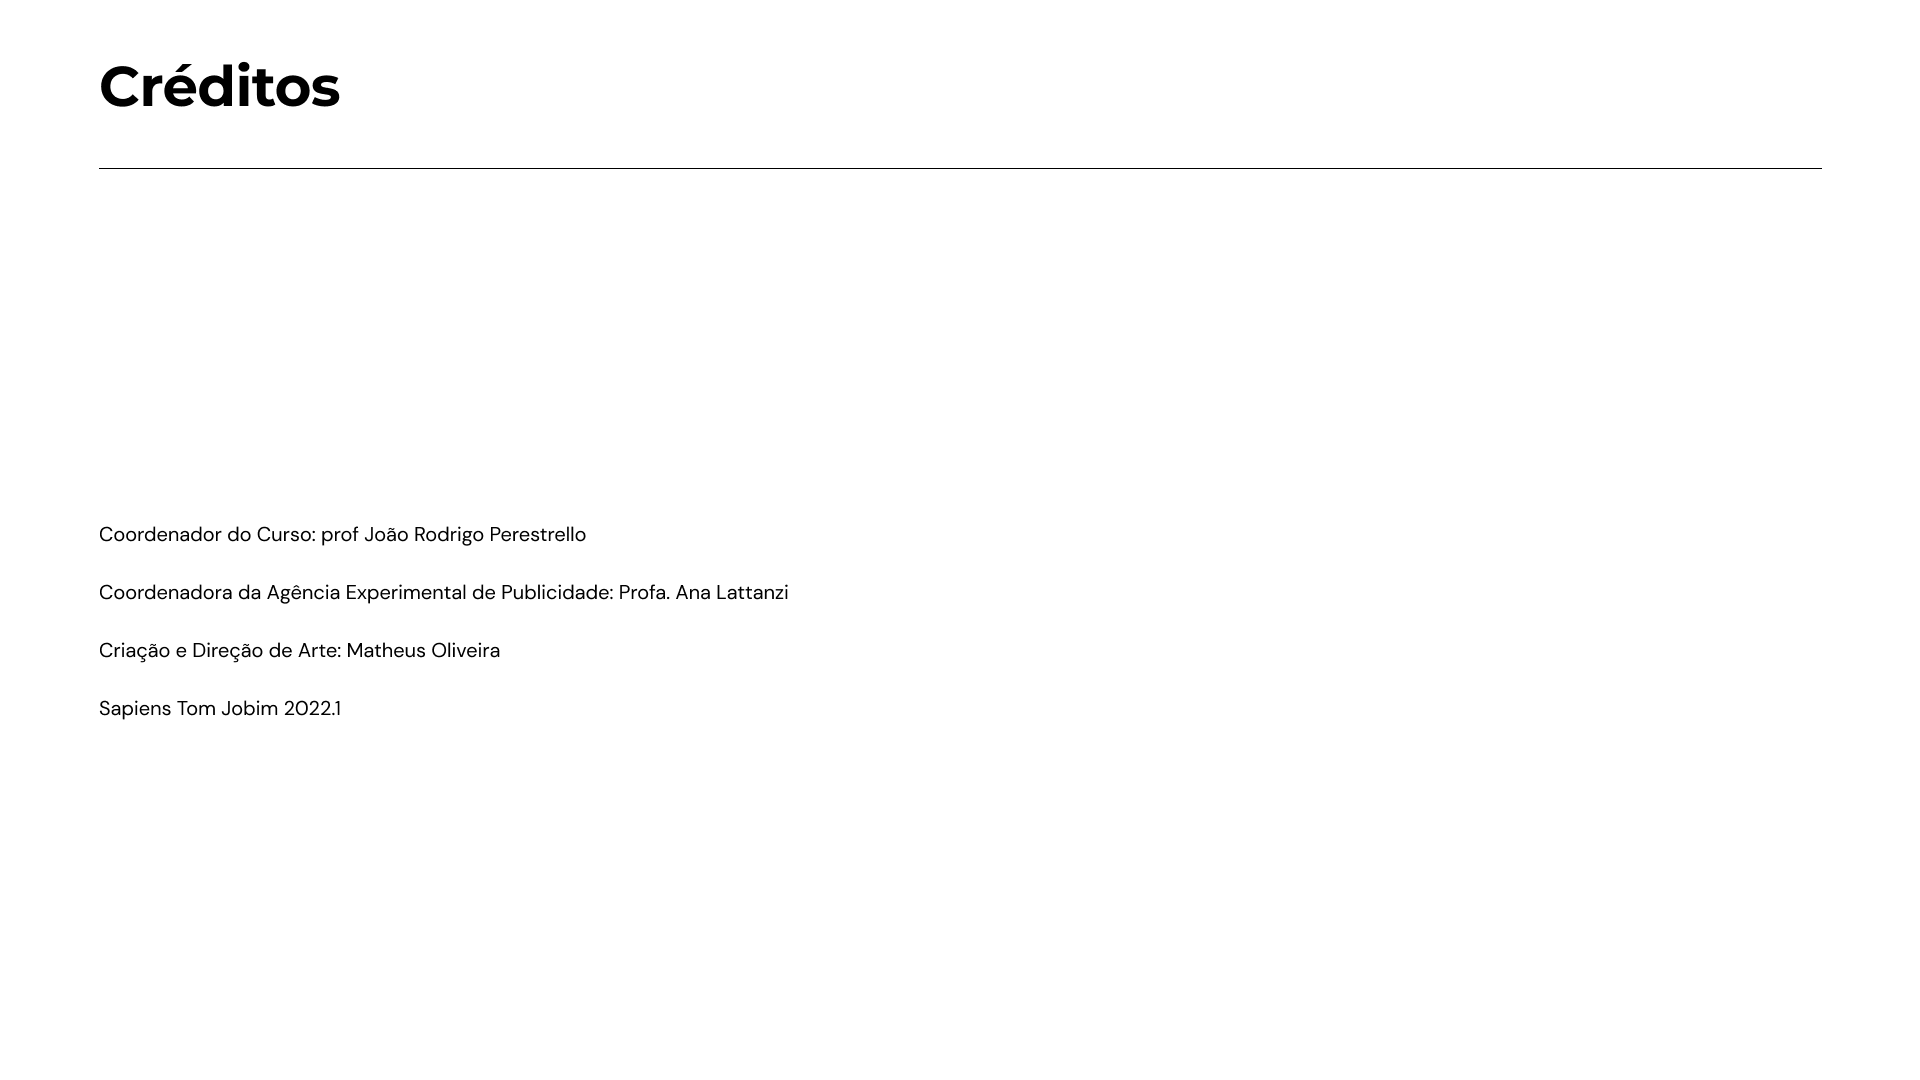 Créditos
Coordenador do Curso: prof João Rodrigo Perestrello
Coordenadora da Agência Experimental de Publicidade: Profa. Ana Lattanzi
Criação e Direção de Arte: Matheus Oliveira
Sapiens Tom Jobim 2022.1